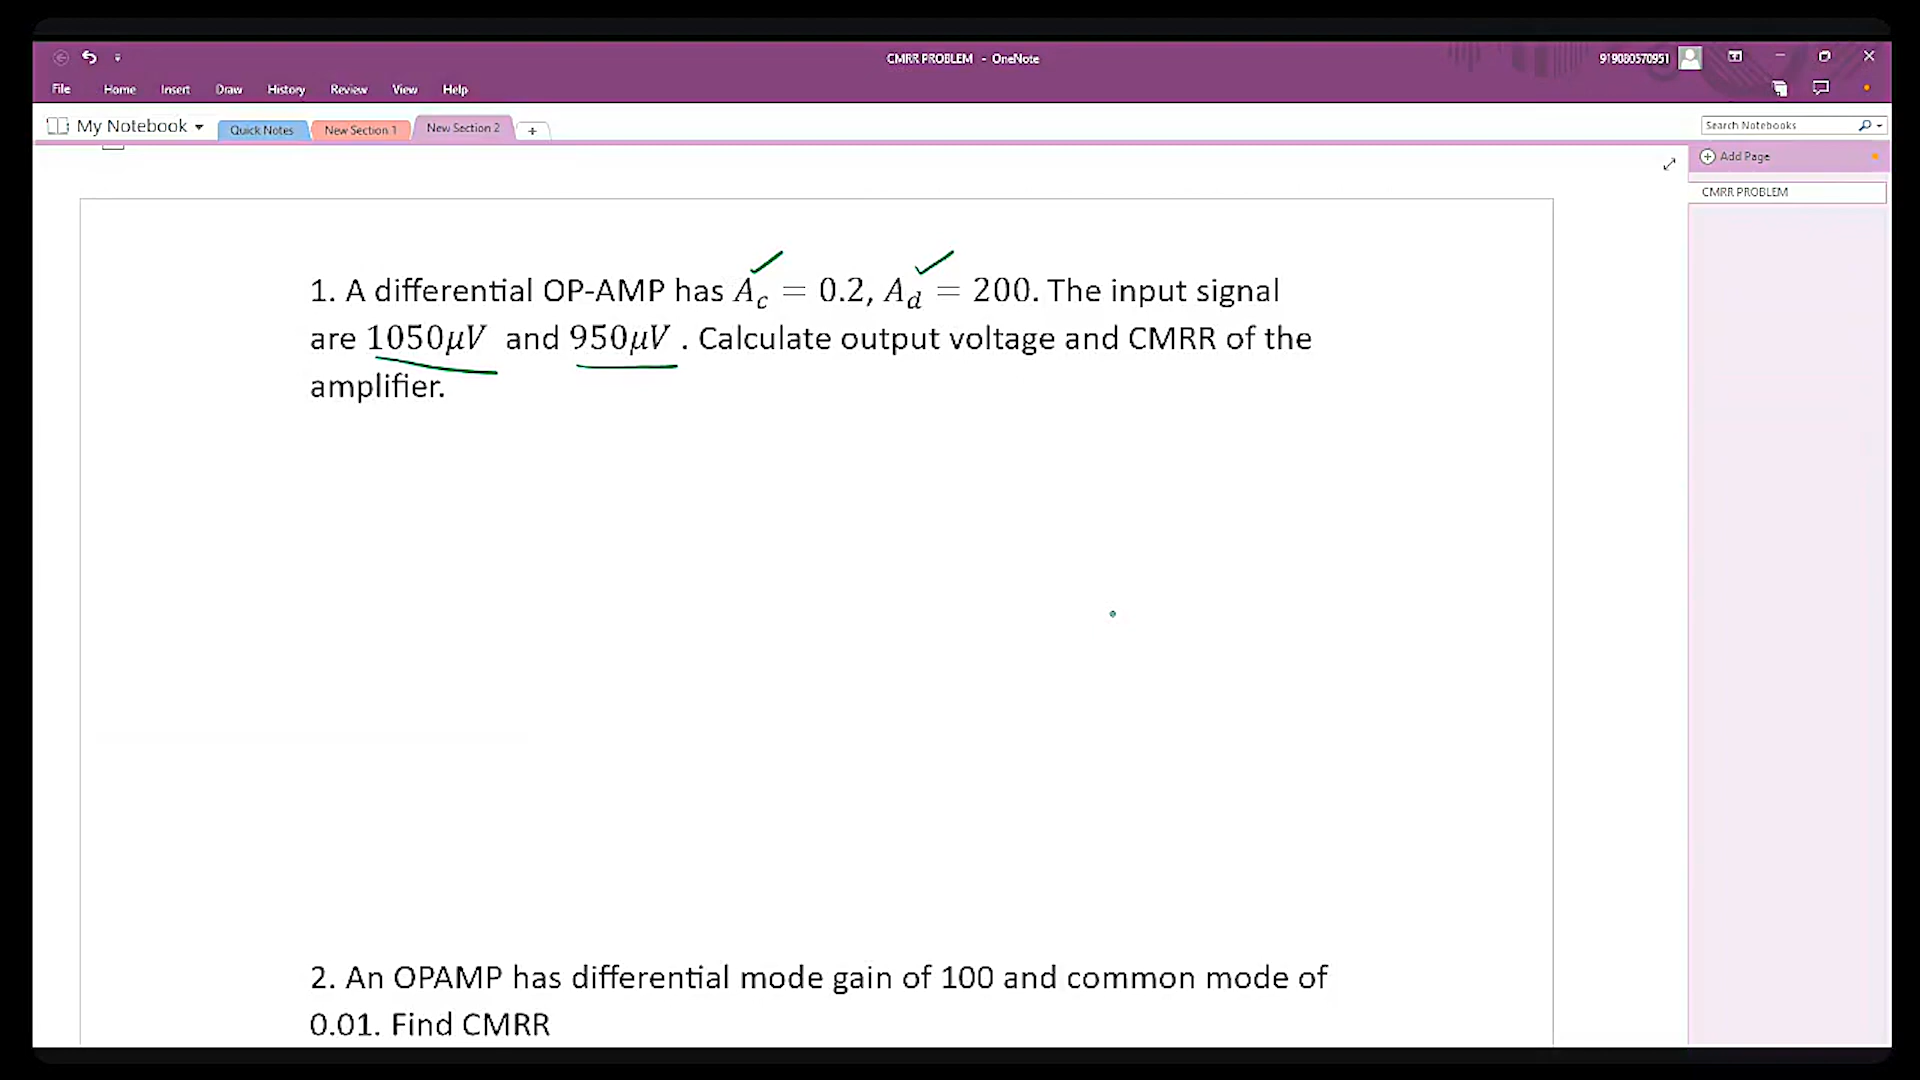 CMRR PROBLEM - OneNote
919080570951
File Home Insert Draw History Review View Help
My Notebook Quick Notes New Section 1 New Section 2 +
Search Notebooks
Add Page
CMRR PROBLEM
1. A differential OP-AMP has A_c = 0.2, A_d = 200. The input signal
are 1050μV and 950μV . Calculate output voltage and CMRR of the
amplifier.
2. An OPAMP has differential mode gain of 100 and common mode of
0.01. Find CMRR